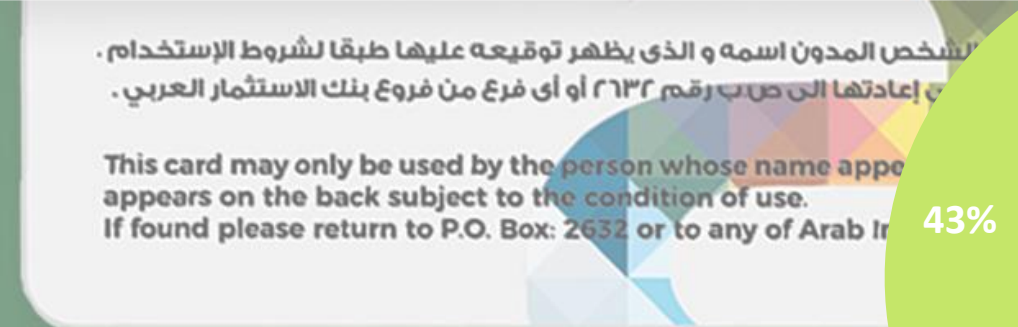 الشخص المدون اسمه و الذى يظهر توقيعه عليها طبقا لشروط الإستخدام .
إعادتها الى ص.ب رقم ٢٦٣٢ أو أى فرع من فروع بنك الاستثمار العربي .
This card may only be used by the person whose name appe
appears on the back subject to the condition of use.
If found please return to P.O. Box: 2632 or to any of Arab In
43%